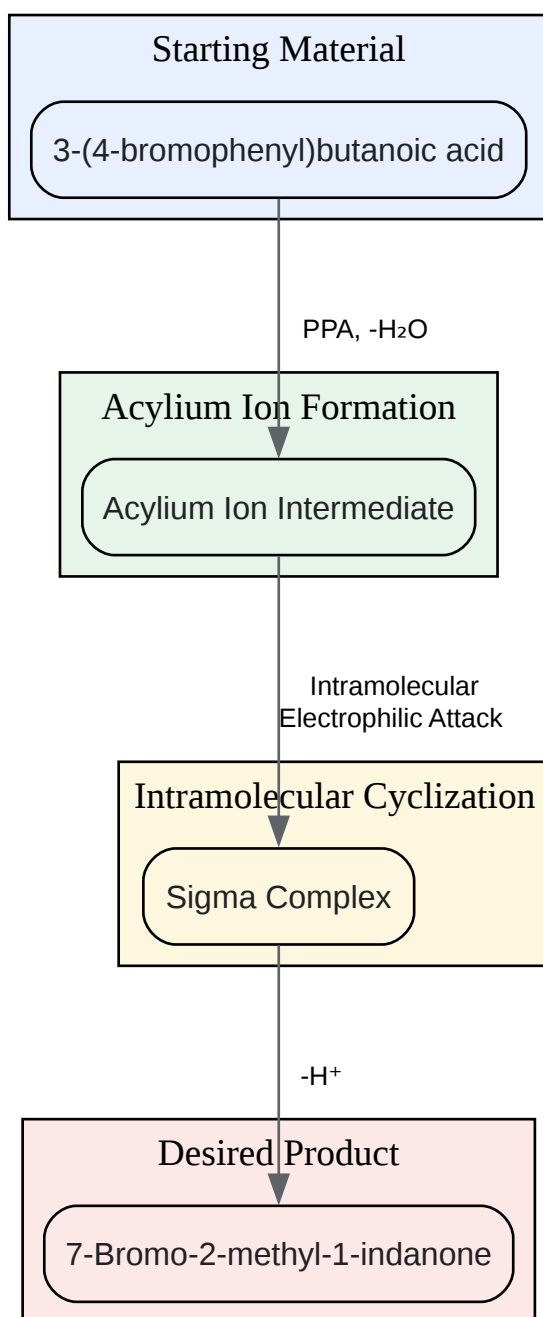 Starting Material
3-(4-bromophenyl)butanoic acid
PPA, -H₂O
Acylium Ion Formation
Acylium Ion Intermediate
Intramolecular
Electrophilic Attack
Intramolecular Cyclization
Sigma Complex
-H⁺
Desired Product
7-Bromo-2-methyl-1-indanone